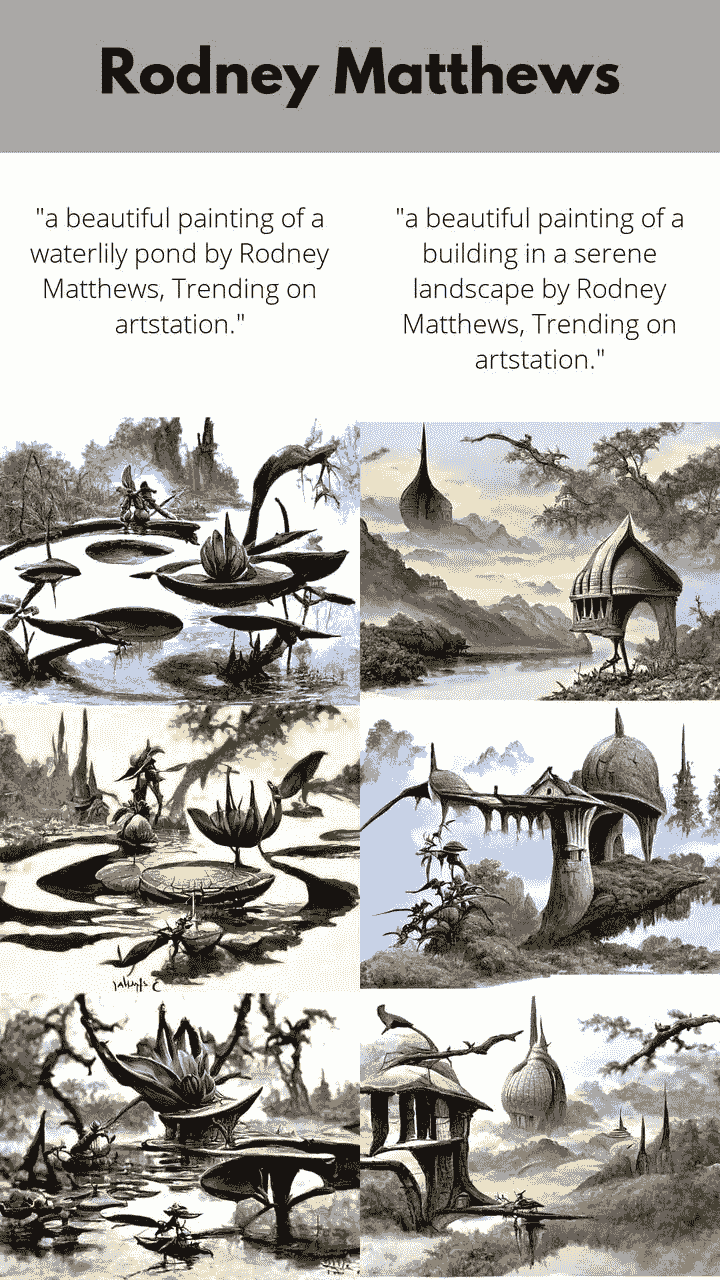 Rodney Matthews
"a beautiful painting of a
waterlily pond by Rodney
Matthews, Trending on
artstation."
"a beautiful painting of a
building in a serene
landscape by Rodney
Matthews, Trending on
artstation."